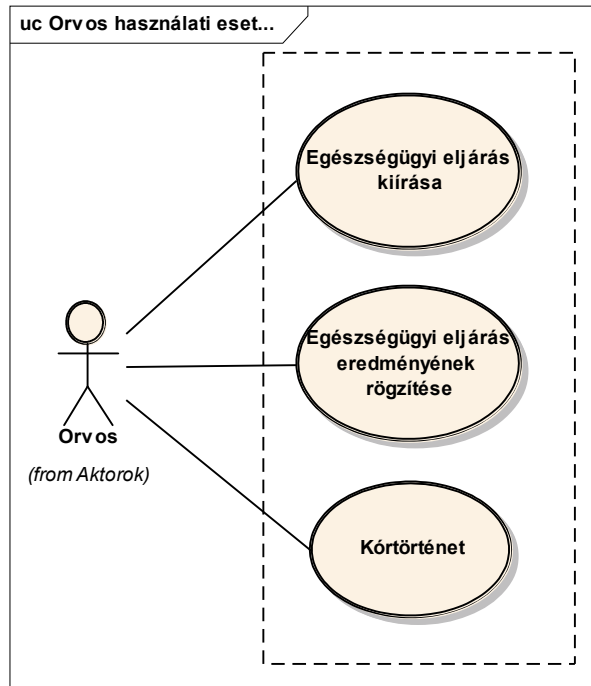 uc Orvos használati eset...
Egészségügyi eljárás
kiírása
Egészségügyi eljárás
eredményének
rögzítése
Orvos
(from Aktorok)
Kórtörténet